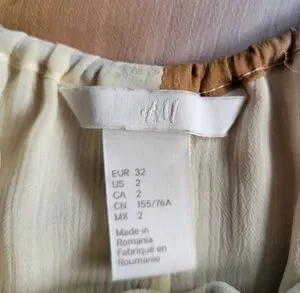 H&M
EUR 32
US 2
CA 2
CN 155/76A
MX 2
Made in
Romania
Fabriqué en
Roumanie